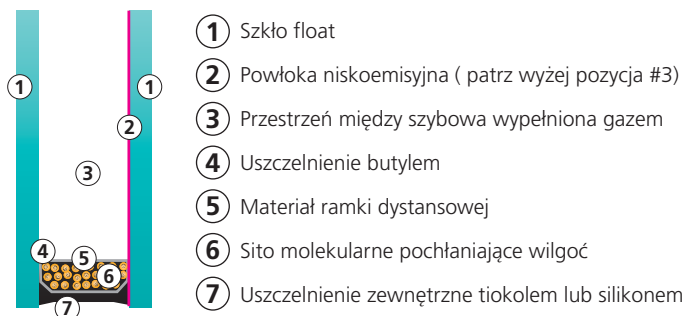 1 Szkło float
2 Powłoka niskoemisyjna ( patrz wyżej pozycja #3)
3 Przestrzeń między szybowa wypełniona gazem
4 Uszczelnienie butylem
5 Materiał ramki dystansowej
6 Sito molekularne pochłaniające wilgoć
7 Uszczelnienie zewnętrzne tiokolem lub silikonem
1
1
2
3
4
5
6
7